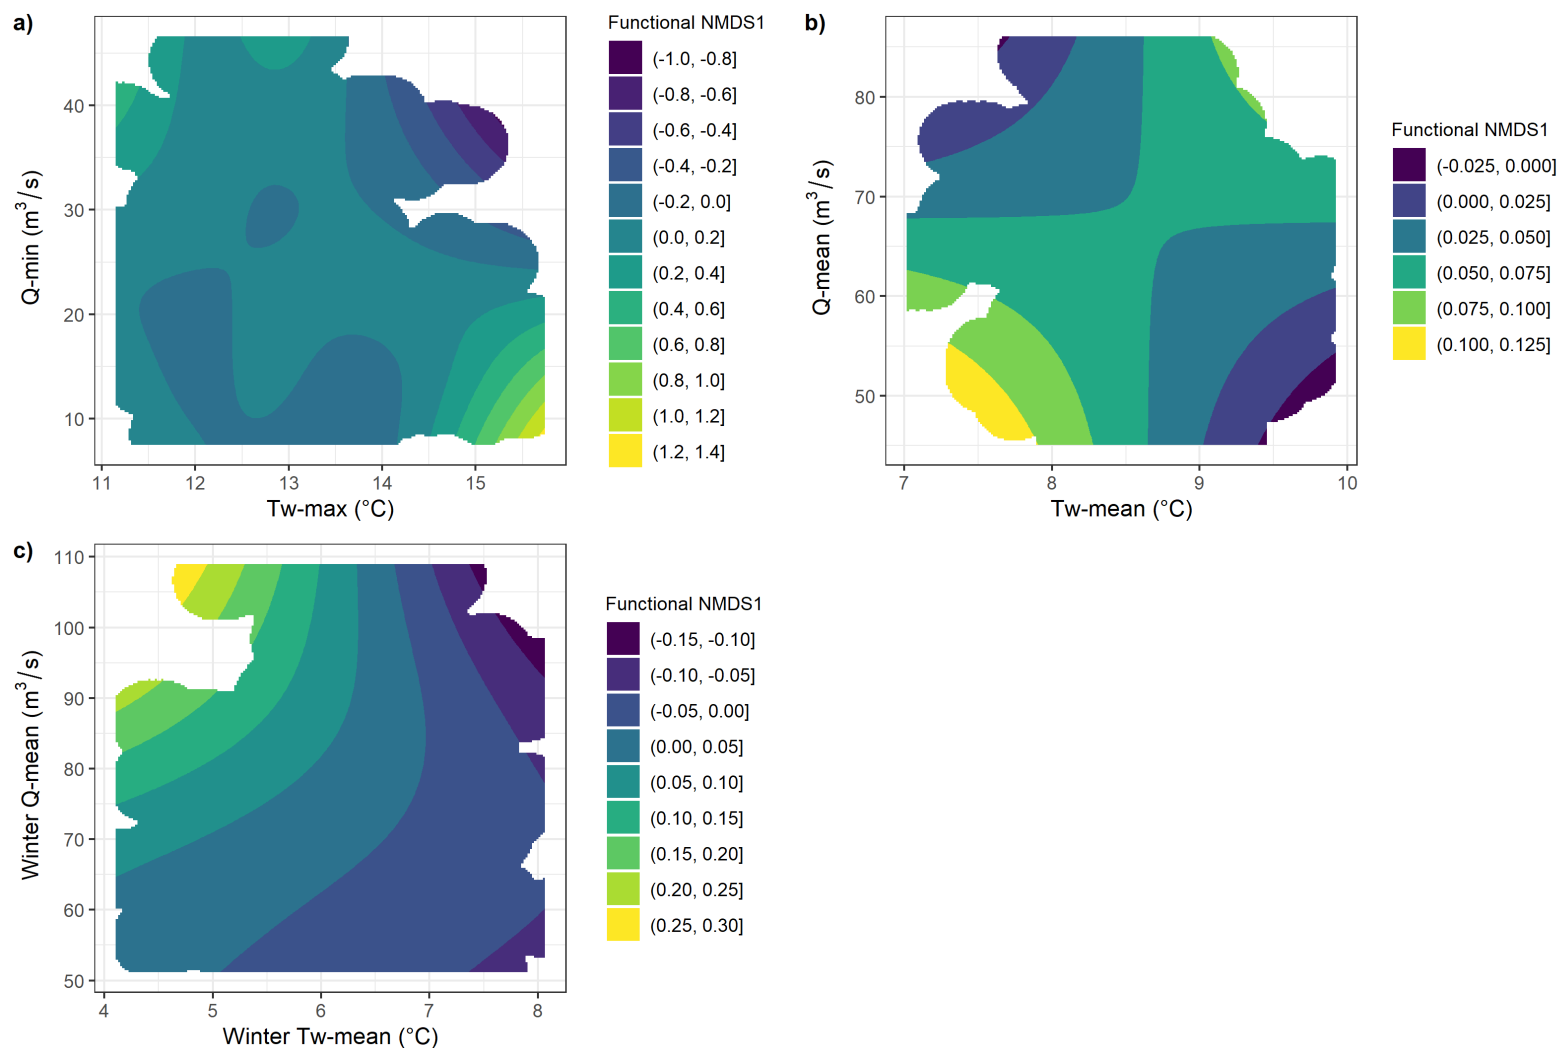 a)
Functional NMDS1
(-1.0, -0.8]
(-0.8, -0.6]
(-0.6, -0.4]
(-0.4, -0.2]
(-0.2, 0.0]
(0.0, 0.2]
(0.2, 0.4]
(0.4, 0.6]
(0.6, 0.8]
(0.8, 1.0]
(1.0, 1.2]
(1.2, 1.4]
Q-min (m³/s)
40
30
20
10
11 12 13 14 15
Tw-max (°C)
b)
Functional NMDS1
(-0.025, 0.000]
(0.000, 0.025]
(0.025, 0.050]
(0.050, 0.075]
(0.075, 0.100]
(0.100, 0.125]
Q-mean (m³/s)
80
70
60
50
7 8 9 10
Tw-mean (°C)
c)
Functional NMDS1
(-0.15, -0.10]
(-0.10, -0.05]
(-0.05, 0.00]
(0.00, 0.05]
(0.05, 0.10]
(0.10, 0.15]
(0.15, 0.20]
(0.20, 0.25]
(0.25, 0.30]
Winter Q-mean (m³/s)
110
100
90
80
70
60
50
4 5 6 7 8
Winter Tw-mean (°C)